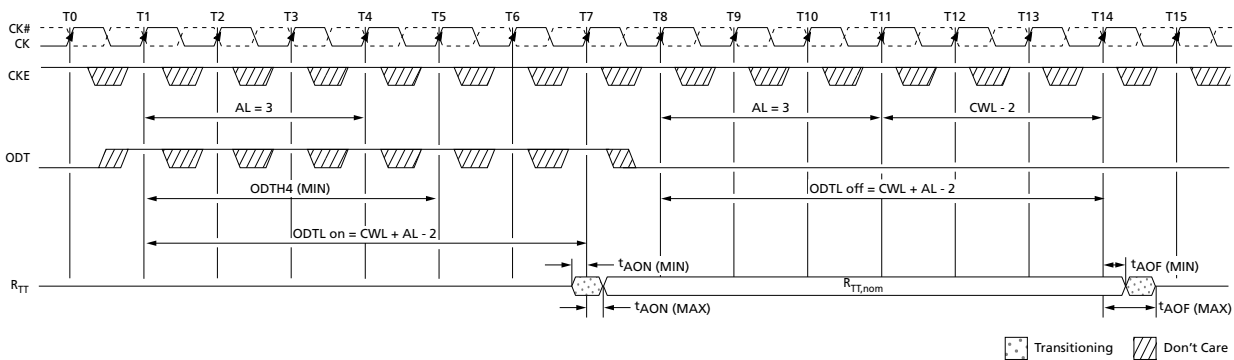 T0 T1 T2 T3 T4 T5 T6 T7 T8 T9 T10 T11 T12 T13 T14 T15
CK#
CK
CKE
AL = 3 AL = 3 CWL - 2
ODT
ODTH4 (MIN) ODTL off = CWL + AL - 2
ODTL on = CWL + AL - 2
tAON (MIN) tAOF (MIN)
RTT RTT,nom
tAON (MAX) tAOF (MAX)
Transitioning Don't Care